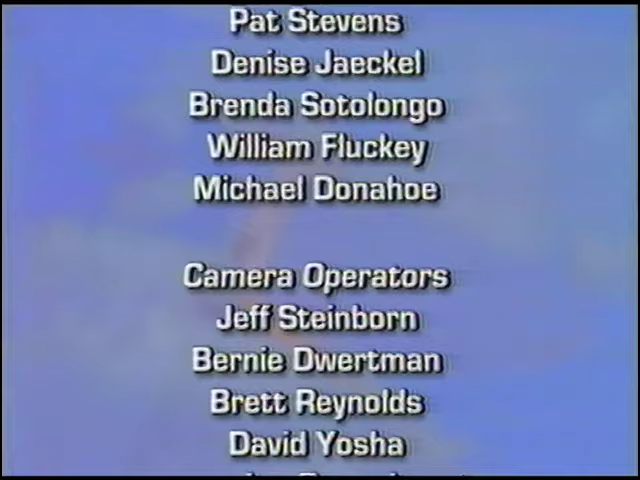 Pat Stevens
Denise Jaeckel
Brenda Sotolongo
William Fluckey
Michael Donahoe
Camera Operators
Jeff Steinborn
Bernie Dwertman
Brett Reynolds
David Yosha